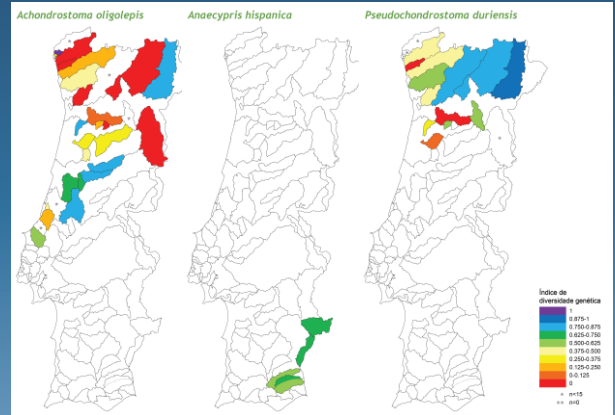 Achondrostoma oligolepis
Anaecypris hispanica
Pseudochondrostoma duriensis
Índice de
diversidade genética
1
0.875-1
0.750-0.875
0.625-0.750
0.500-0.625
0.375-0.500
0.250-0.375
0.125-0.250
0-0.125
0
n<15
n=0